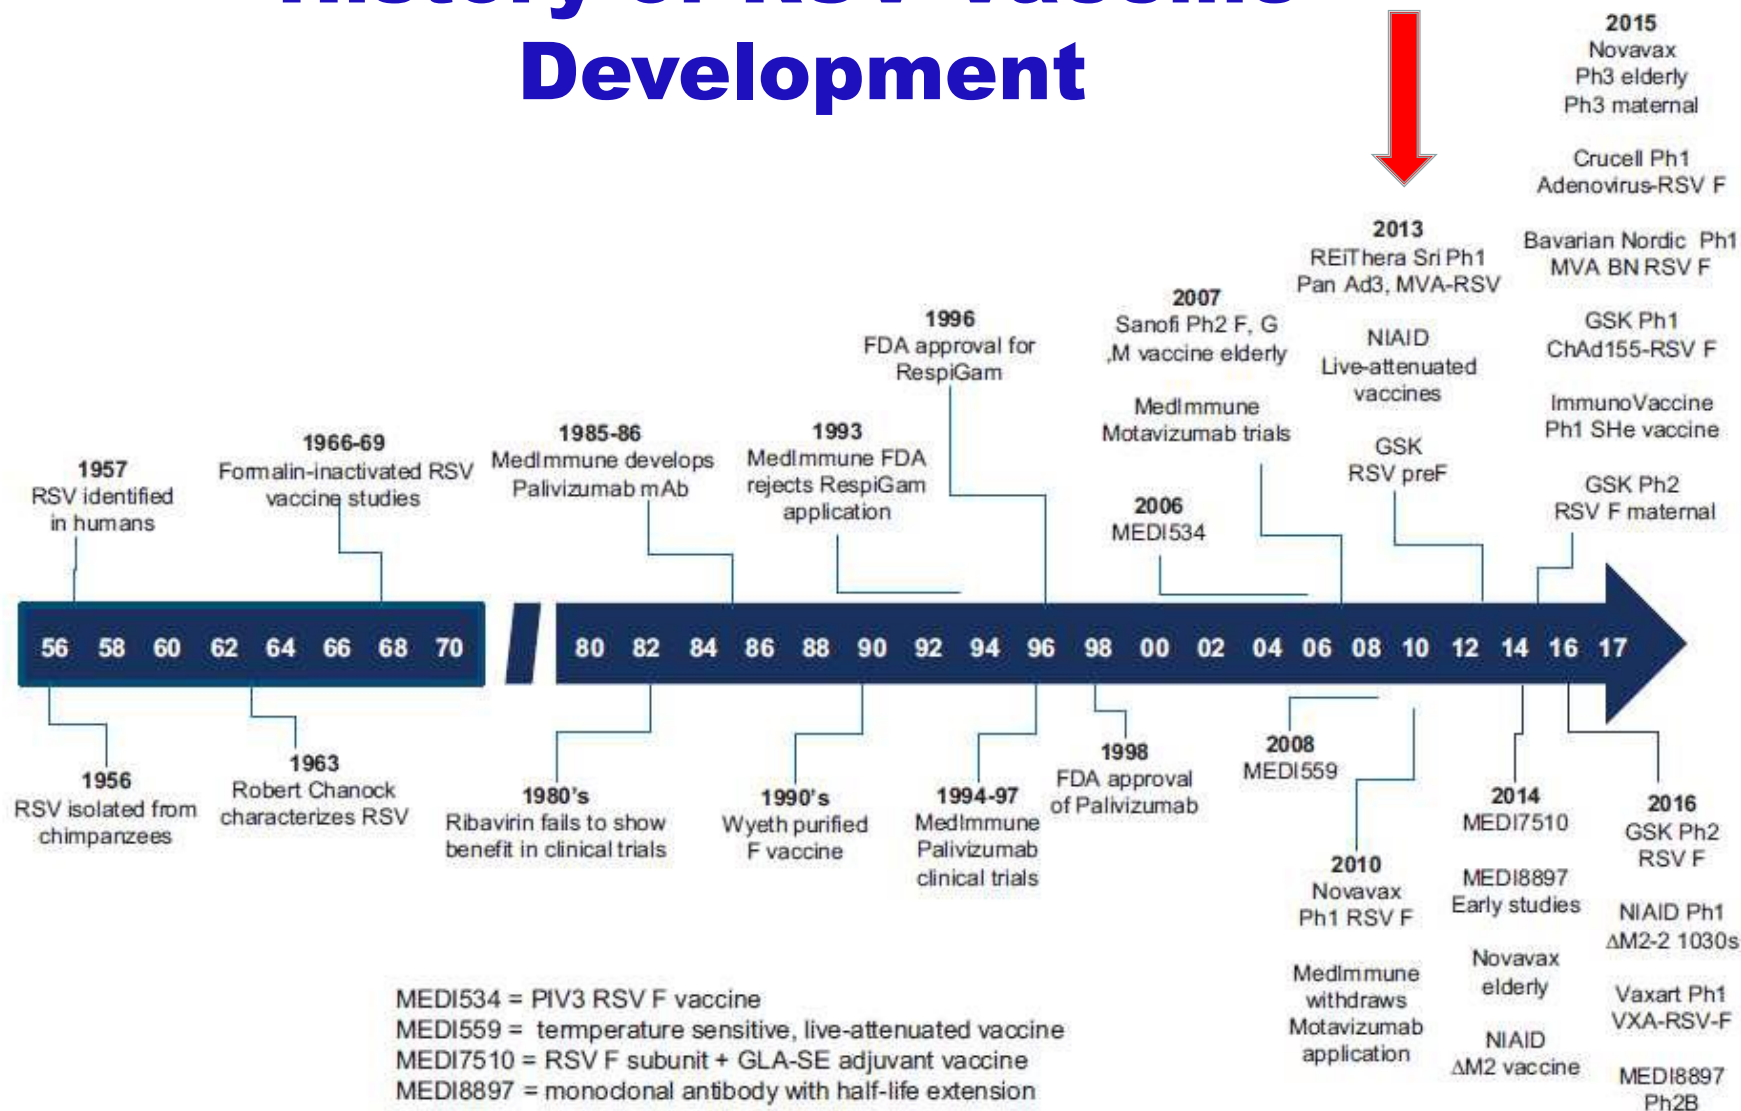 History of RSV Vaccine
Development
2015
Novavax
Ph3 elderly
Ph3 maternal
Crucell Ph1
Adenovirus-RSV F
Bavarian Nordic Ph1
MVA BN RSV F
GSK Ph1
ChAd155-RSV F
ImmunoVaccine
Ph1 SHe vaccine
GSK Ph2
RSV F maternal
2013
REiThera Sri Ph1
Pan Ad3, MVA-RSV
NIAID
Live-attenuated
vaccines
GSK
RSV preF
2007
Sanofi Ph2 F, G
,M vaccine elderly
MedImmune
Motavizumab trials
2006
MEDI534
1996
FDA approval for
RespiGam
1993
MedImmune FDA
rejects RespiGam
application
1985-86
MedImmune develops
Palivizumab mAb
1966-69
Formalin-inactivated RSV
vaccine studies
1957
RSV identified
in humans
56 58 60 62 64 66 68 70 80 82 84 86 88 90 92 94 96 98 00 02 04 06 08 10 12 14 16 17
1956
RSV isolated from
chimpanzees
1963
Robert Chanock
characterizes RSV
1980's
Ribavirin fails to show
benefit in clinical trials
1990's
Wyeth purified
F vaccine
1994-97
MedImmune
Palivizumab
clinical trials
1998
FDA approval
of Palivizumab
2008
MEDI559
2010
Novavax
Ph1 RSV F
MedImmune
withdraws
Motavizumab
application
2014
MEDI7510
MEDI8897
Early studies
Novavax
elderly
NIAID
ΔM2 vaccine
2016
GSK Ph2
RSV F
NIAID Ph1
ΔM2-2 1030s
Vaxart Ph1
VXA-RSV-F
MEDI8897
Ph2B
MEDI534 = PIV3 RSV F vaccine
MEDI559 = termperature sensitive, live-attenuated vaccine
MEDI7510 = RSV F subunit + GLA-SE adjuvant vaccine
MEDI8897 = monoclonal antibody with half-life extension